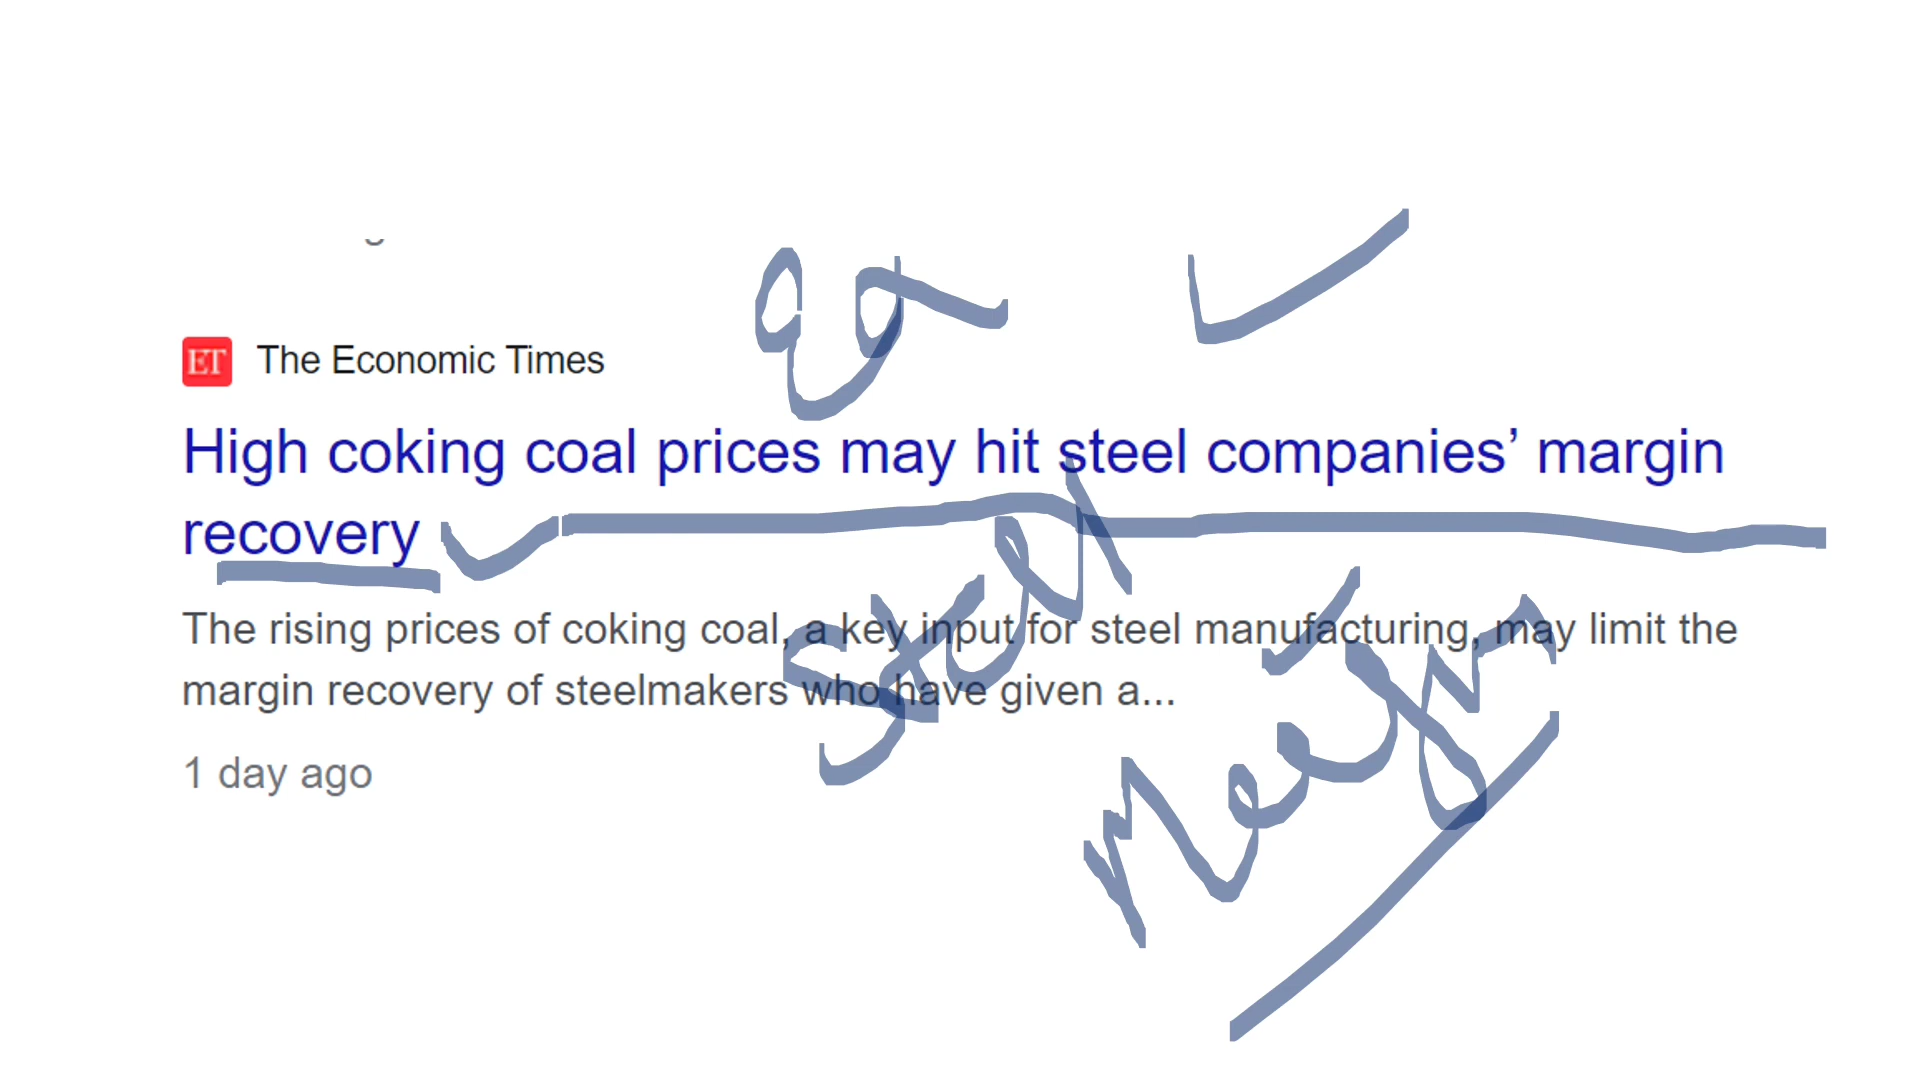 ET The Economic Times
High coking coal prices may hit steel companies’ margin
recovery
The rising prices of coking coal, a key input for steel manufacturing, may limit the
margin recovery of steelmakers who have given a...
1 day ago
Steel